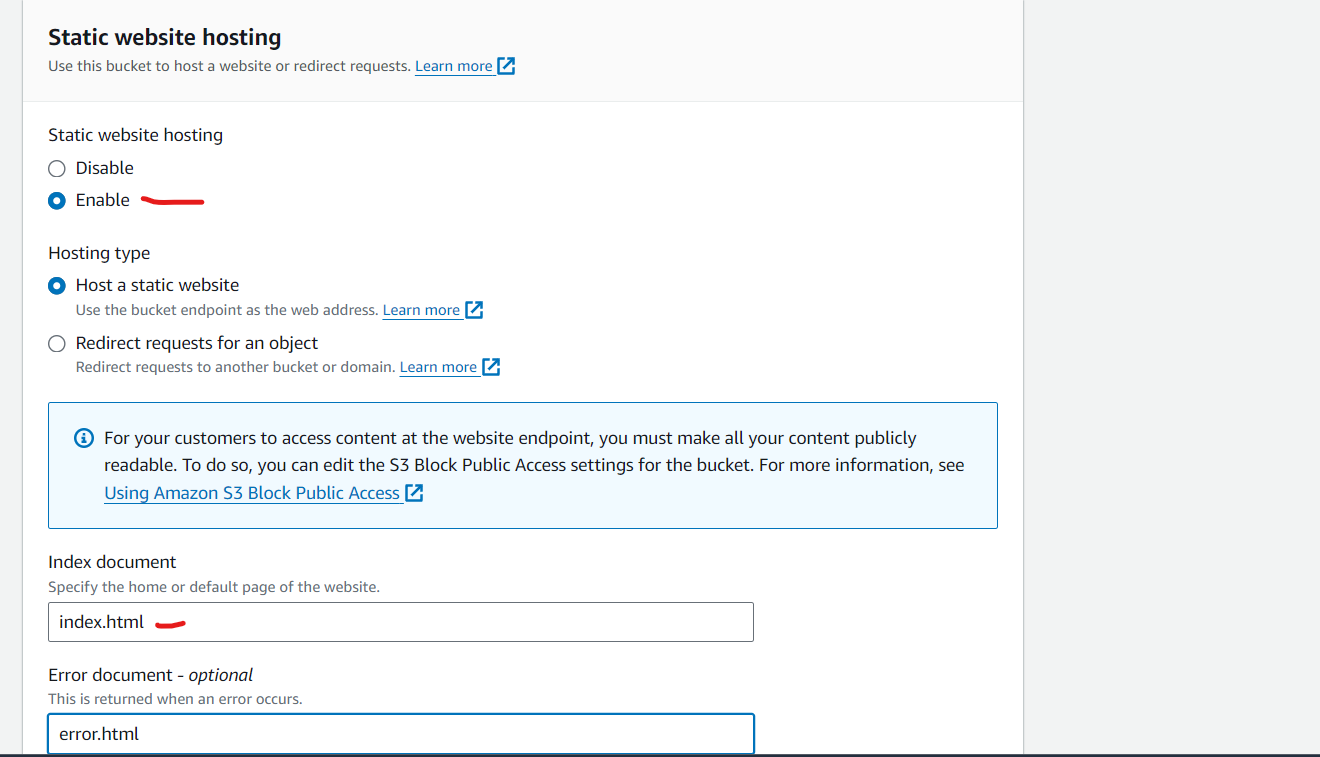 Static website hosting
Use this bucket to host a website or redirect requests. Learn more
Static website hosting
Disable
Enable
Hosting type
Host a static website
Use the bucket endpoint as the web address. Learn more
Redirect requests for an object
Redirect requests to another bucket or domain. Learn more
For your customers to access content at the website endpoint, you must make all your content publicly
readable. To do so, you can edit the S3 Block Public Access settings for the bucket. For more information, see
Using Amazon S3 Block Public Access
Index document
Specify the home or default page of the website.
index.html
Error document - optional
This is returned when an error occurs.
error.html